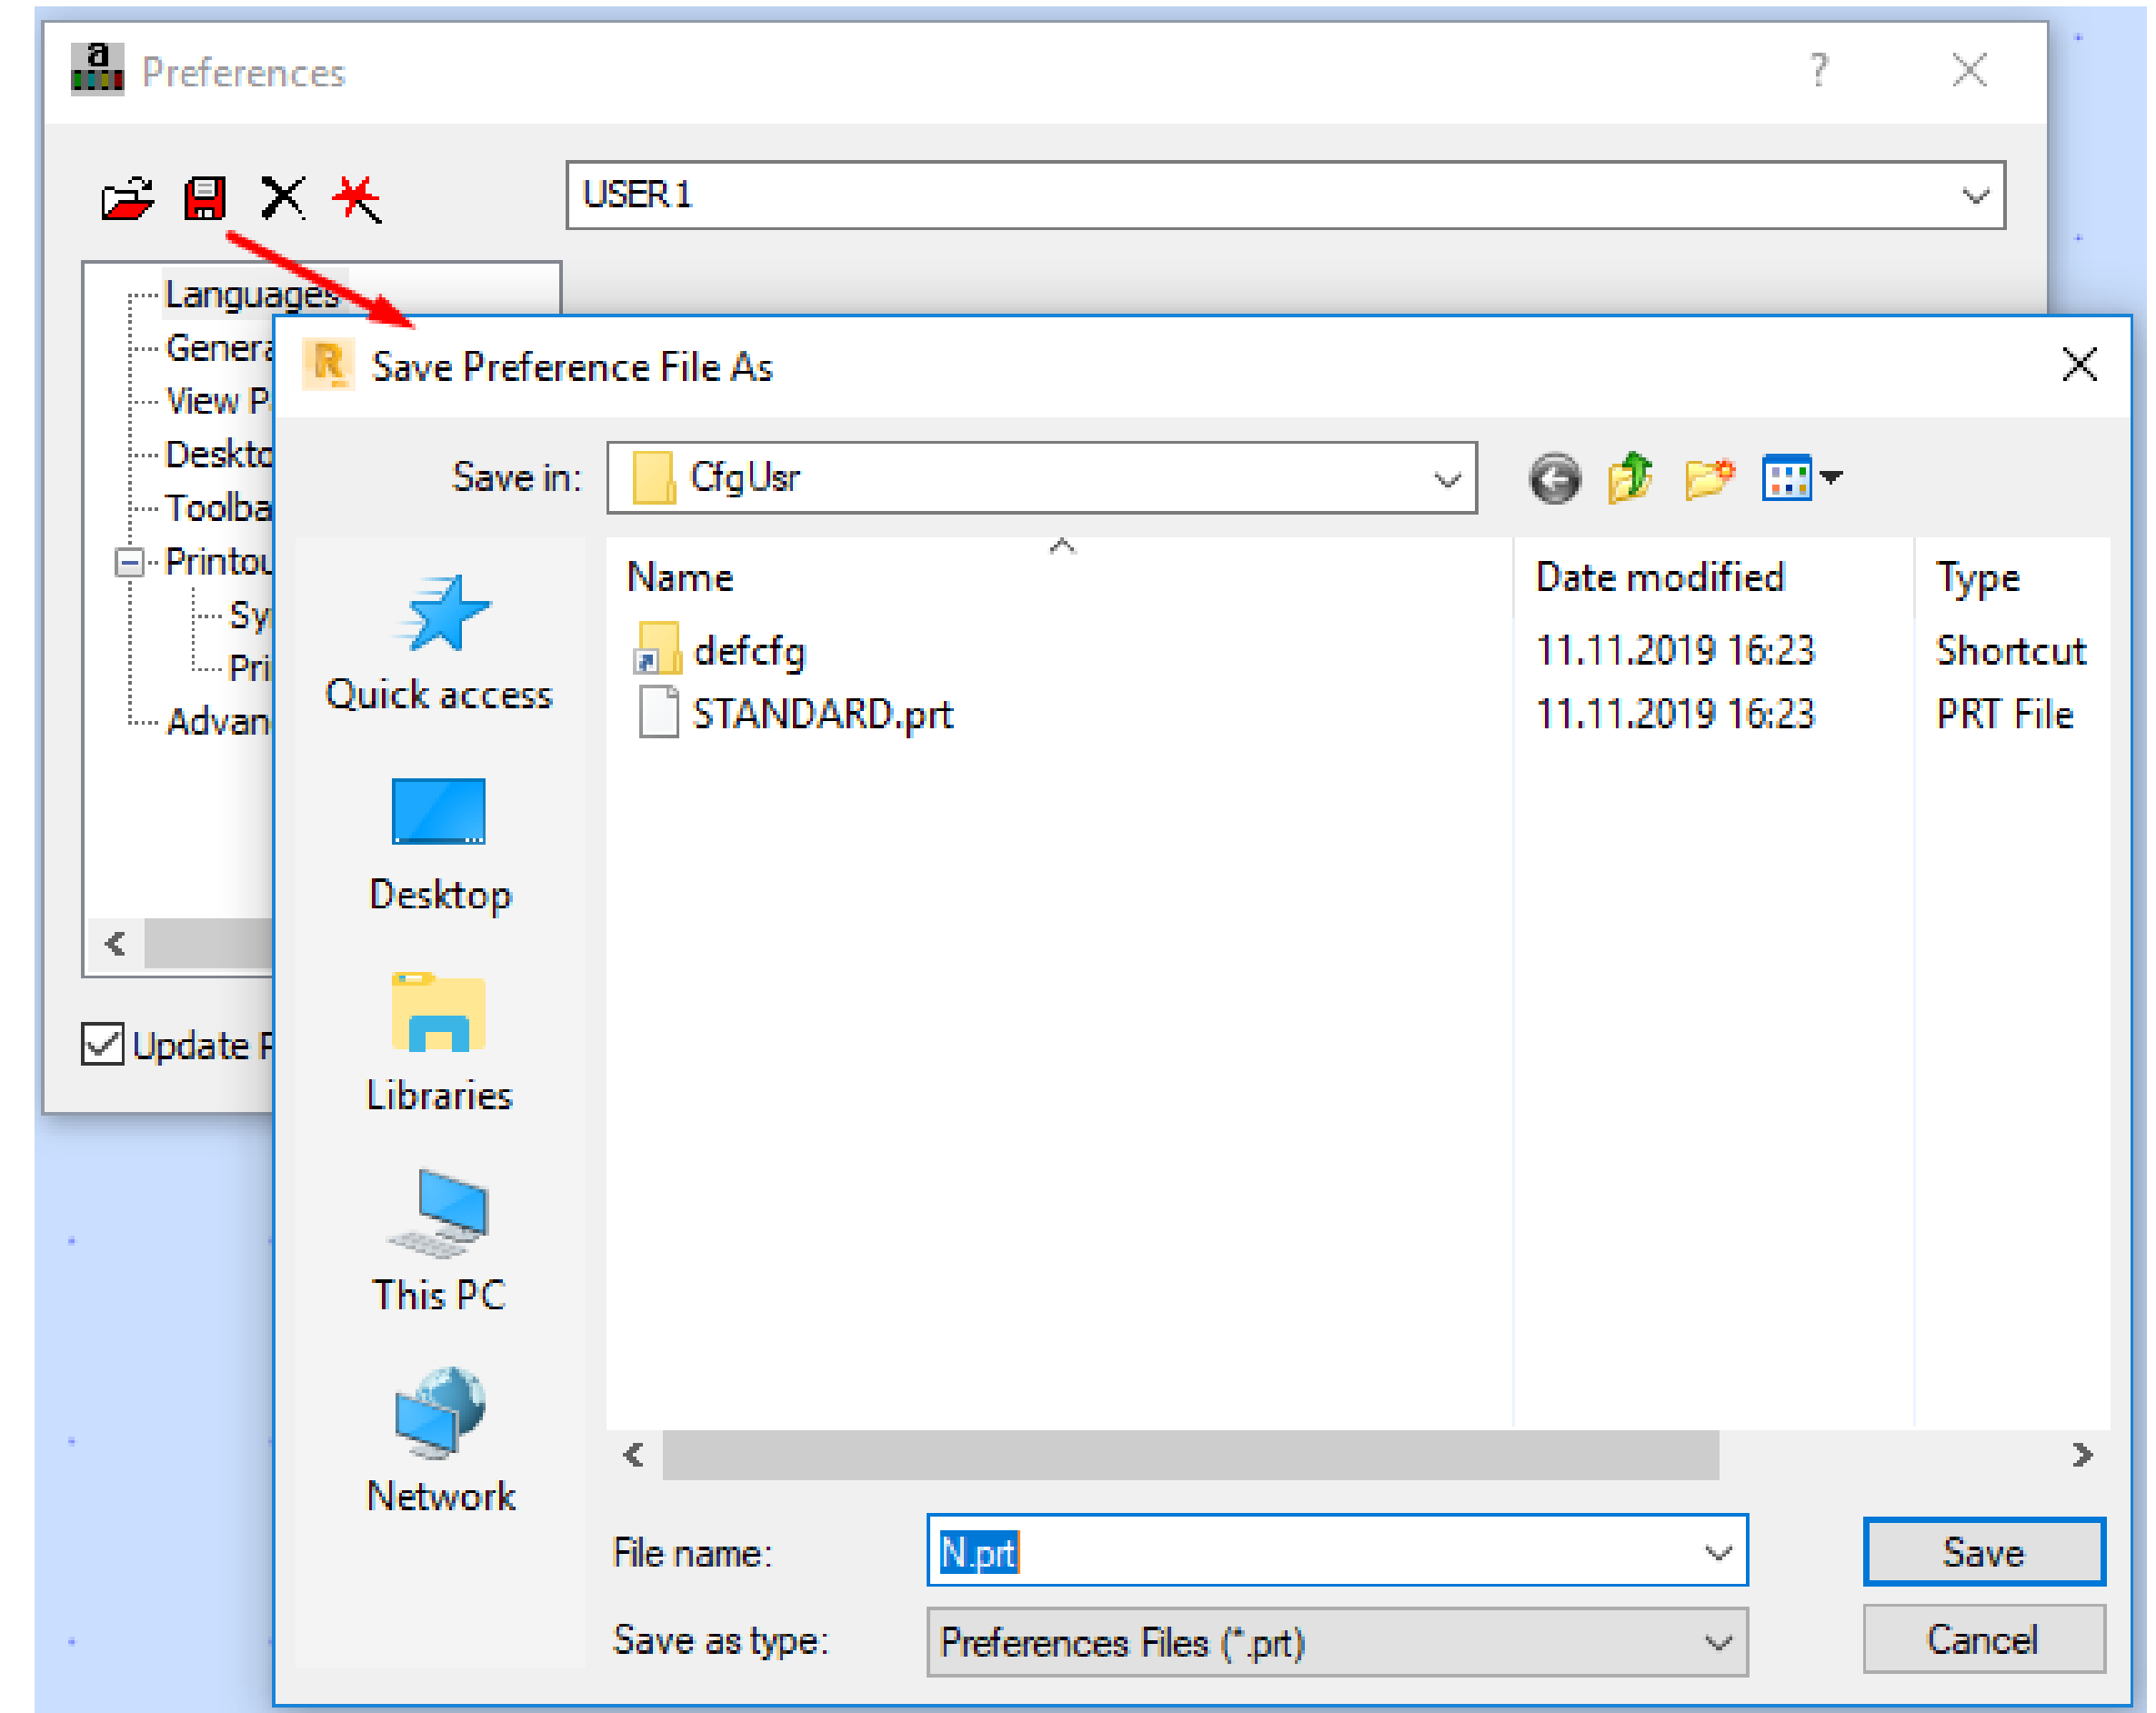 a
Preferences
?
USER1
Languages
Genera
View P
Deskto
Toolba
Printou
Sy
Pri
Advan
Update
R
Save Preference File As
Save in:
CfgUsr
Name
Date modified
Type
defcfg
11.11.2019 16:23
Shortcut
STANDARD.prt
11.11.2019 16:23
PRT File
Quick access
Desktop
Libraries
This PC
Network
File name:
N.prt
Save
Save as type:
Preferences Files (*.prt)
Cancel